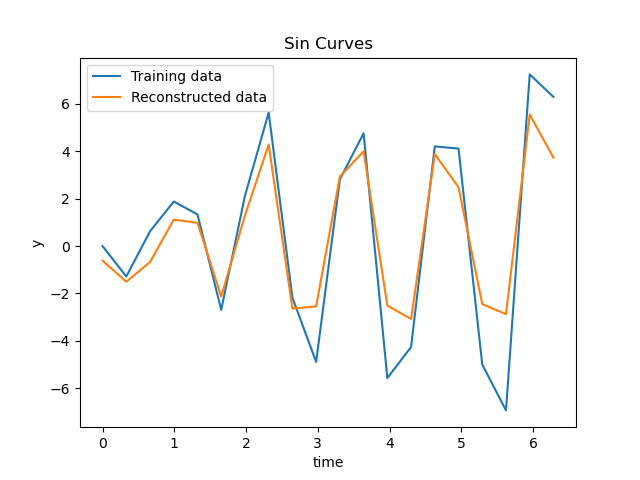 Sin Curves
Training data
Reconstructed data
6
4
2
0
−2
−4
−6
y
0 1 2 3 4 5 6
time